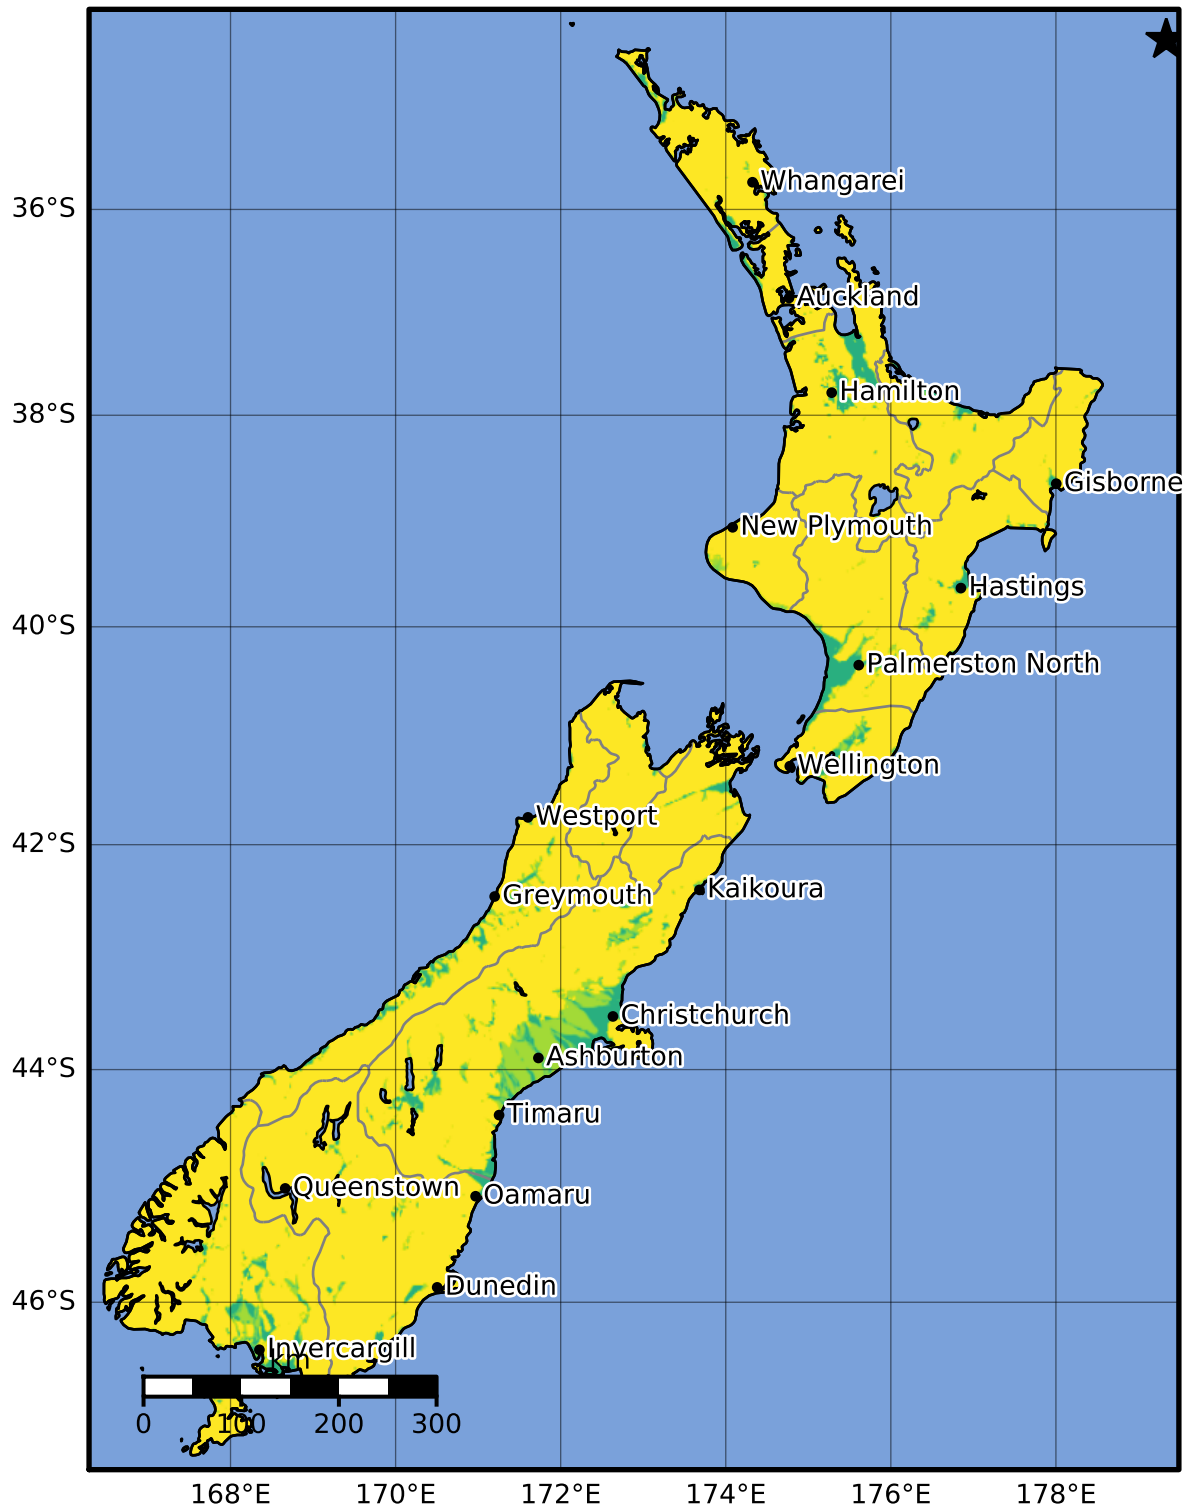 Whangarei
36°S
Auckland
Hamilton
38°S
Gisborne
New Plymouth
Hastings
40°S
Palmerston North
Wellington
Westport
42°S
Kaikoura
Greymouth
Christchurch
Ashburton
44°S
Timaru
Queenstown
Oamaru
Dunedin
46°S
Invercargill
km
0 100 200 300
168°E 170°E 172°E 174°E 176°E 178°E